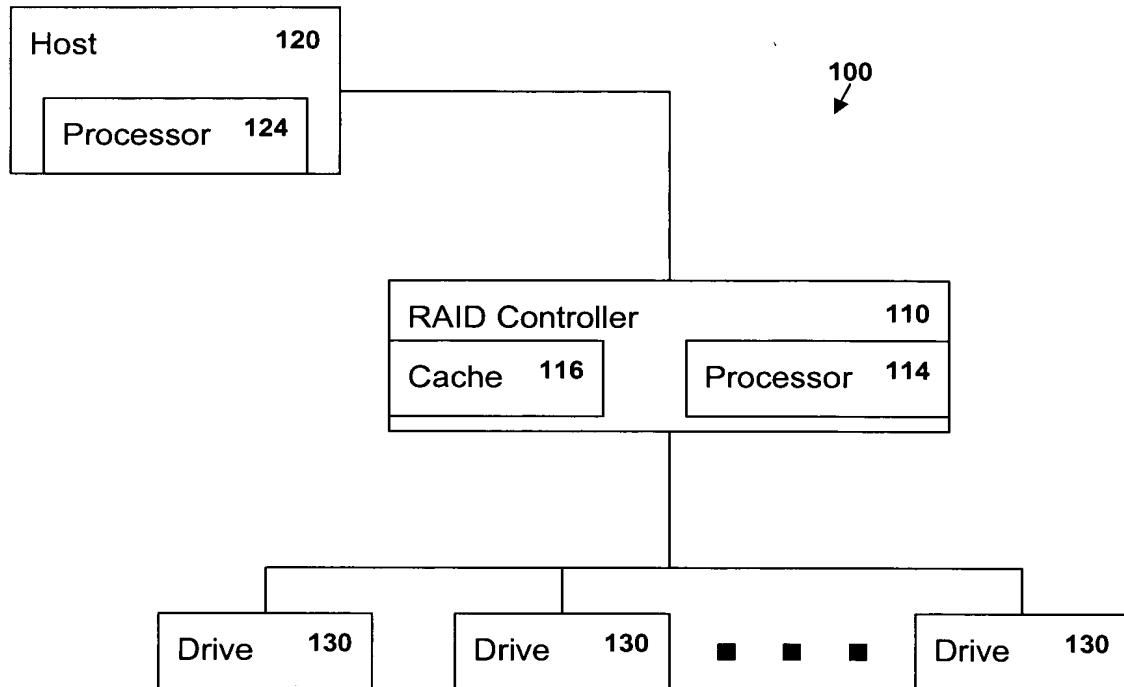 Host 120
100
Processor 124
RAID Controller 110
Cache 116 Processor 114
Drive 130 Drive 130 Drive 130